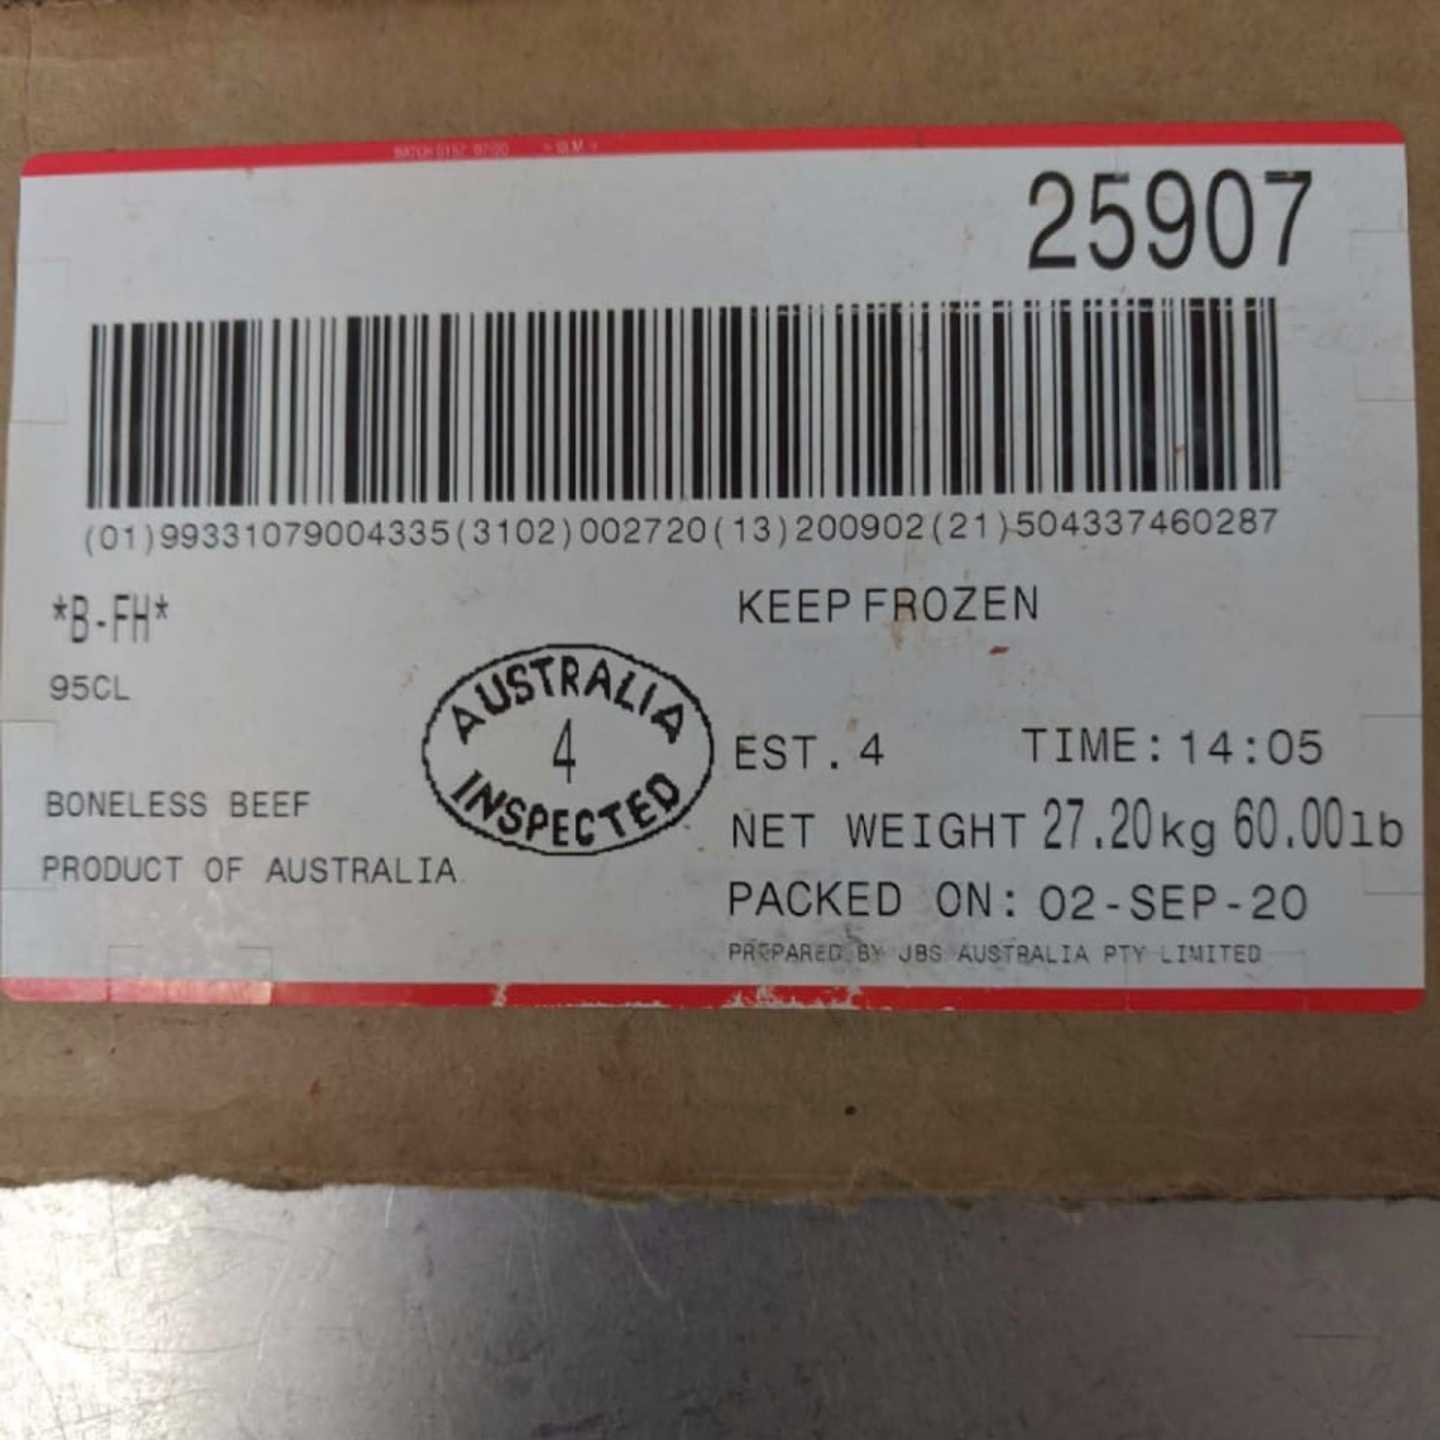 25907
(01)99331079004335(3102)002720(13)200902(21)504337460287
*B-FH*
KEEP FROZEN
95CL
AUSTRALIA
4
INSPECTED
EST. 4 TIME: 14:05
BONELESS BEEF
NET WEIGHT 27.20kg 60.00lb
PRODUCT OF AUSTRALIA
PACKED ON: 02-SEP-20
PREPARED BY JBS AUSTRALIA PTY LIMITED